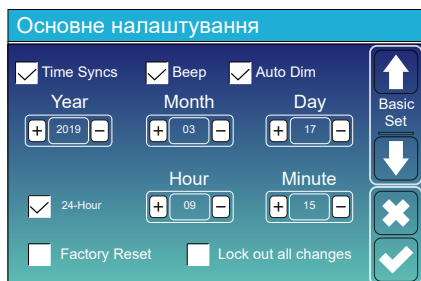 Основне налаштування
Time Syncs Beep Auto Dim
Year Month Day
+ 2019 − + 03 − + 17 −
Basic
Set
Hour Minute
24-Hour + 09 − + 15 −
Factory Reset Lock out all changes